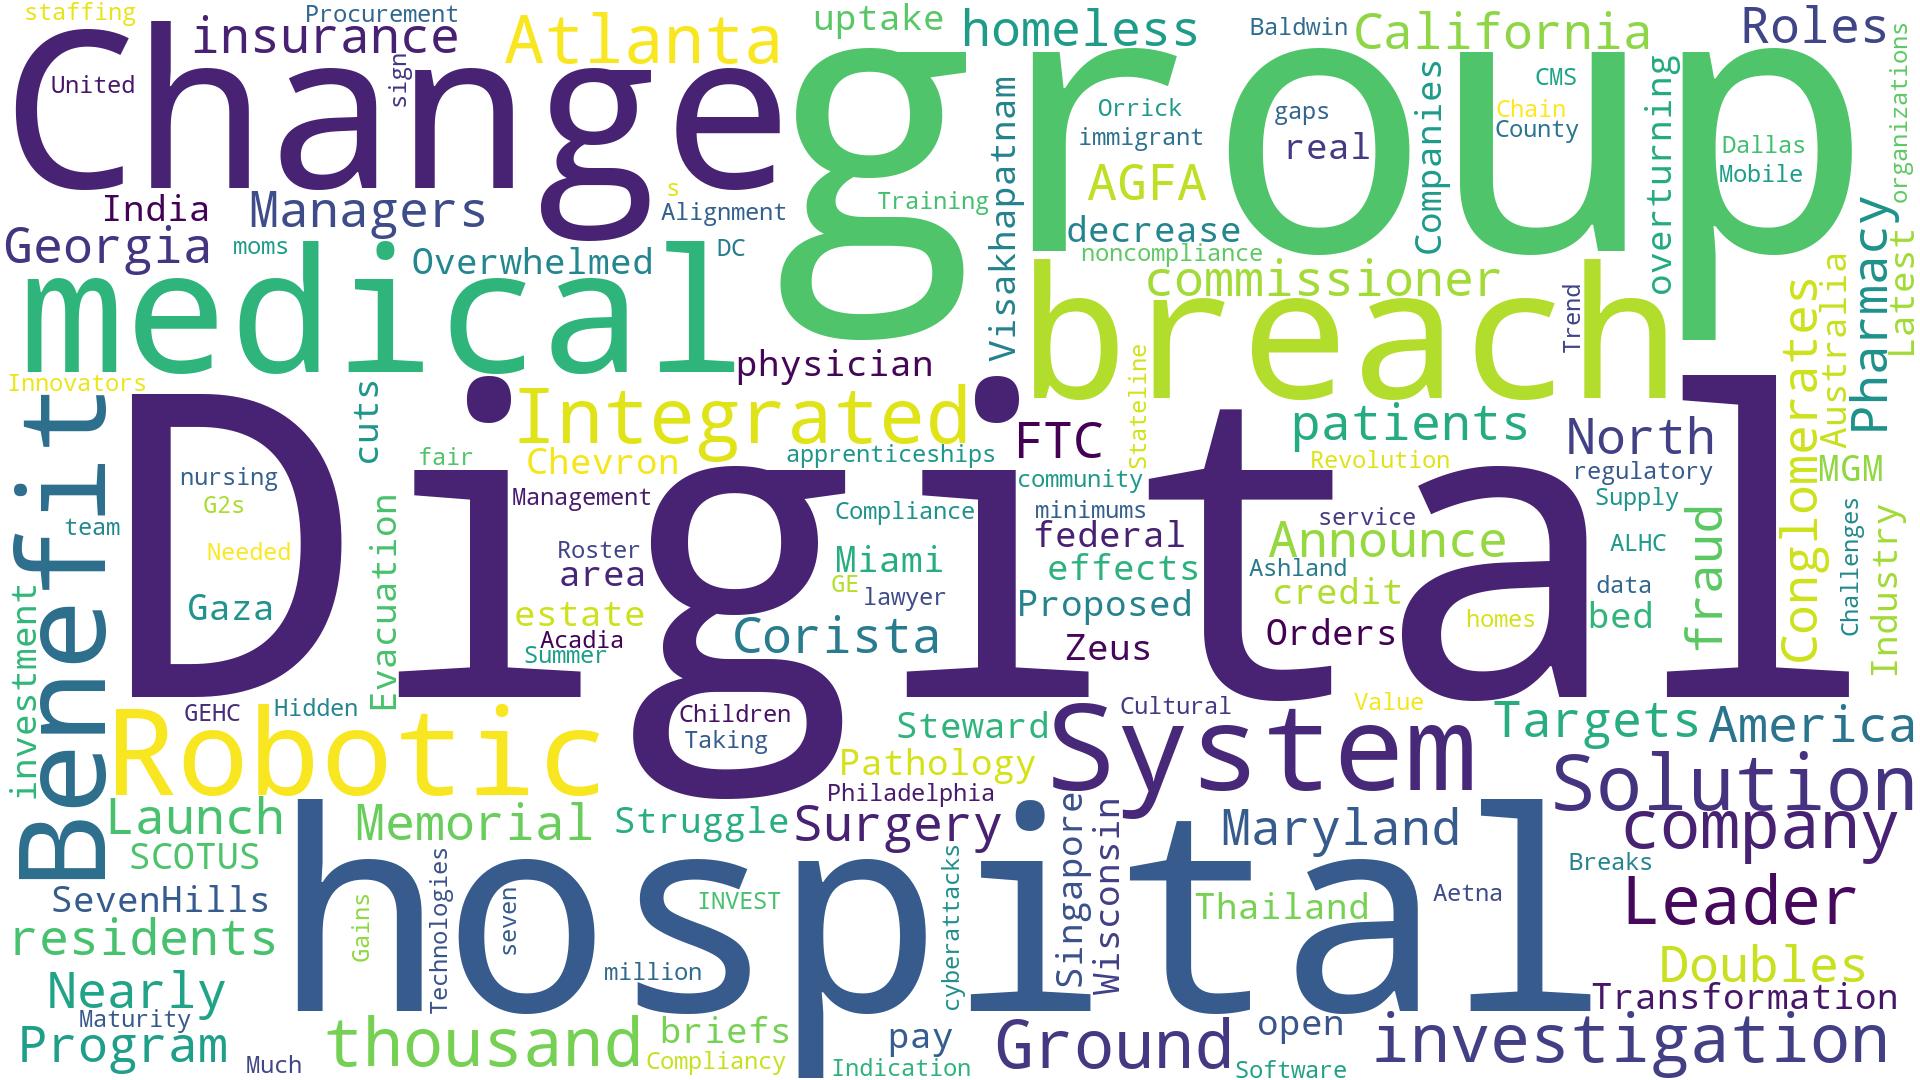 staffing
Procurement
Change
insurance
Atlanta
uptake
homeless
Baldwin
California
Roles
United
sign
group
CMS
Orrick
gaps
Chain
immigrant
County
real
Companies
overturning
organizations
Dallas
Mobile
AGFA
Visakhapatnam
India
Managers
s
Alignment
Training
decrease
noncompliance
Georgia
moms
Overwhelmed
DC
medical
commissioner
breach
Trend
Pharmacy
Latest
Australia
Conglomerates
physician
Innovators
cuts
Integrated
Stateline
FTC
patients
North
Benefit
Digital
fair
Chevron
apprenticeships
Revolution
regulatory
MGM
nursing
Management
community
Supply
G2s
Compliance
minimums
service
team
Evacuation
federal
Announce
fraud
Challenges
Industry
Needed
Roster
area
Miami
effects
Ashland
ALHC
GE
lawyer
credit
data
Gaza
estate
Proposed
homes
bed
investment
Acadia
Summer
Corista
Zeus
Orders
GEHC
Hidden
Children
Taking
Steward
System
Cultural
Value
Targets
America
Robotic
Pathology
Solution
Philadelphia
Launch
Memorial
Struggle
Surgery
Singapore
Wisconsin
Maryland
company
SCOTUS
hospital
Breaks
SevenHills
Gains
Technologies
seven
INVEST
cyberattacks
Thailand
Aetna
Leader
residents
million
Doubles
Nearly
Transformation
Maturity
Program
Much
thousand
briefs
Compliancy
pay
Indication
Ground
open
Software
investigation